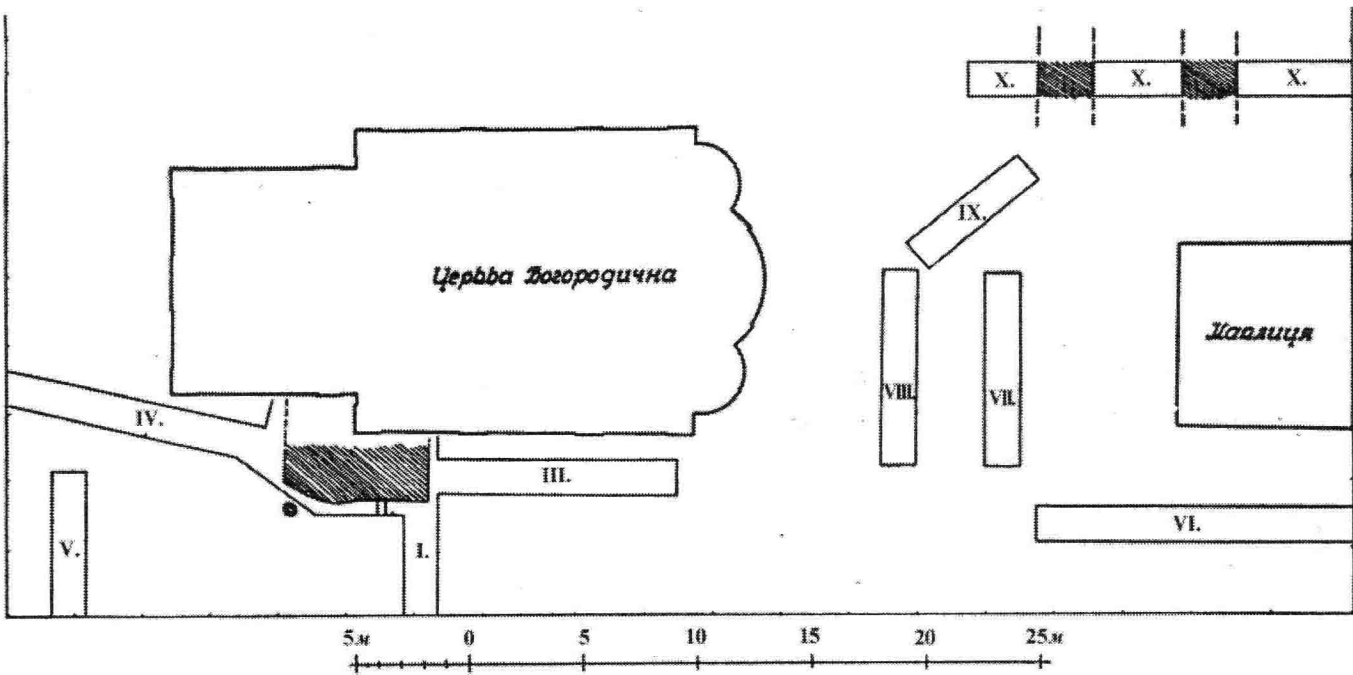 X. X. X.
IX.
Церква Богородична
Каплиця
VIII. VII.
IV.
III.
VI.
V. I.
5м 0 5 10 15 20 25м